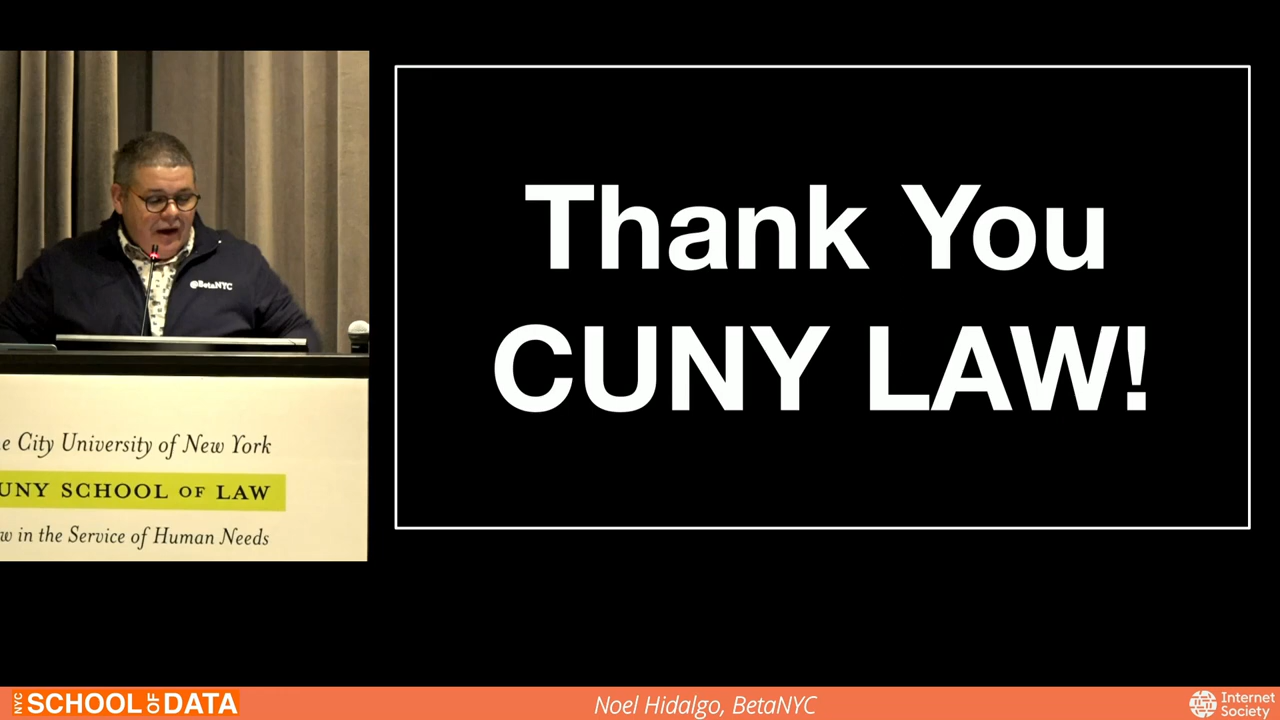 @BetaNYC
City University of New York
SCHOOL OF LAW
in the Service of Human Needs
Thank You
CUNY LAW!
NYC SCHOOL OF DATA
Noel Hidalgo, BetaNYC
Internet
Society